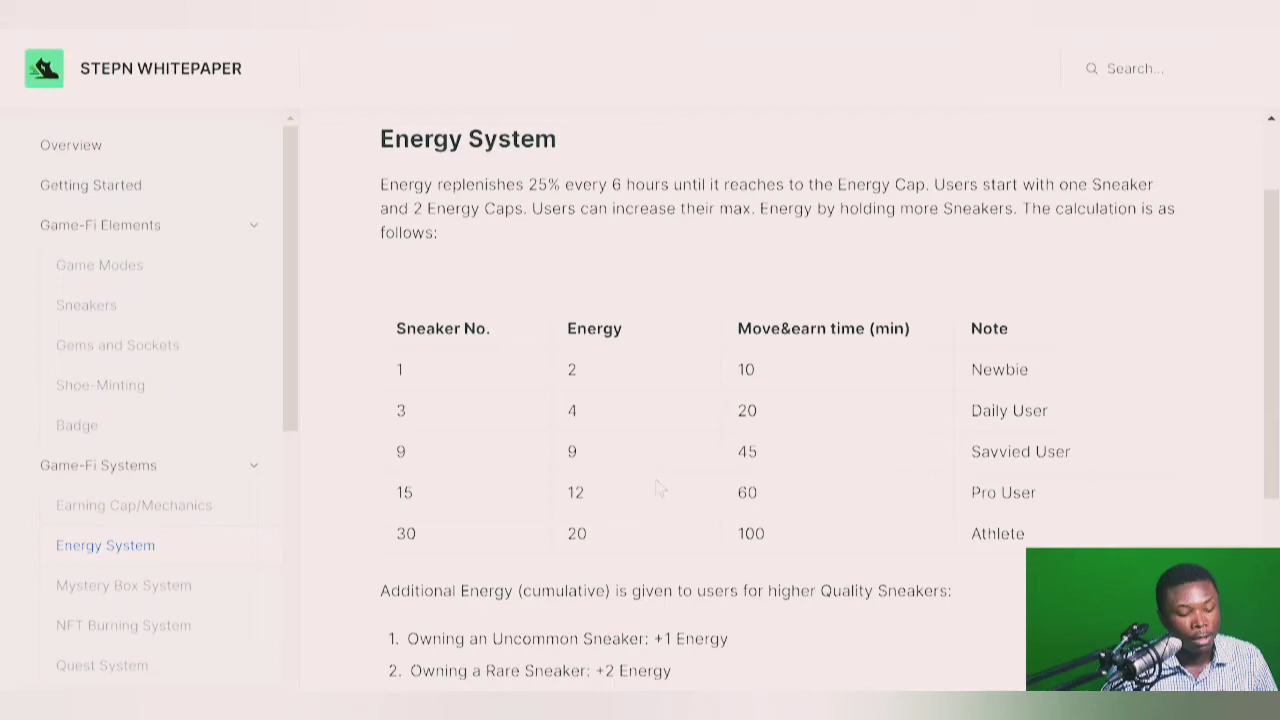 STEPN WHITEPAPER
Search...
Overview
Getting Started
Game-Fi Elements
Game Modes
Sneakers
Gems and Sockets
Shoe-Minting
Badge
Game-Fi Systems
Earning Cap/Mechanics
Energy System
Mystery Box System
NFT Burning System
Quest System
Energy System
Energy replenishes 25% every 6 hours until it reaches to the Energy Cap. Users start with one Sneaker
and 2 Energy Caps. Users can increase their max. Energy by holding more Sneakers. The calculation is as
follows:
Sneaker No. Energy Move&earn time (min) Note
1 2 10 Newbie
3 4 20 Daily User
9 9 45 Savvied User
15 12 60 Pro User
30 20 100 Athlete
Additional Energy (cumulative) is given to users for higher Quality Sneakers:
1. Owning an Uncommon Sneaker: +1 Energy
2. Owning a Rare Sneaker: +2 Energy